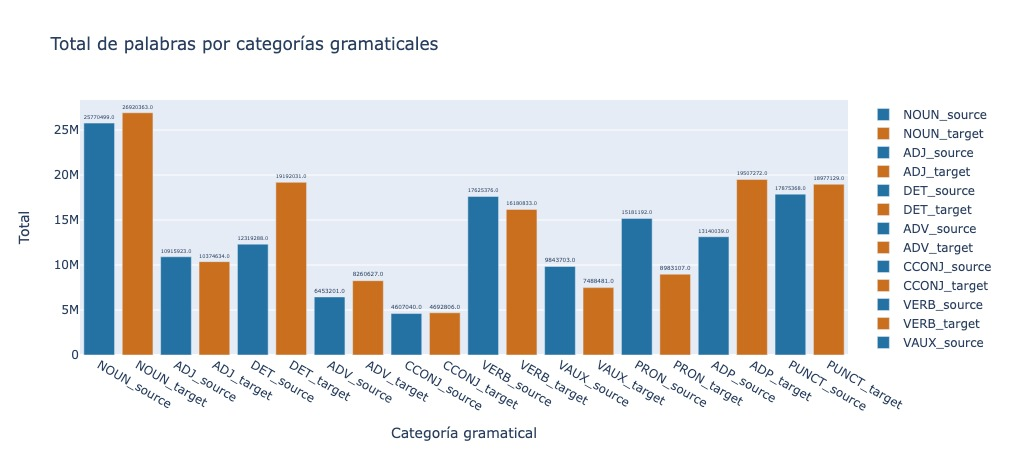 Total de palabras por categorías gramaticales
26920363.0
25770499.0
19192031.0
19507272.0
18977129.0
17625376.0
17875368.0
16180833.0
15181192.0
13140039.0
12319288.0
10915923.0
10374634.0
9843703.0
8983107.0
8260627.0
7488481.0
6453201.0
4607040.0
4692806.0
25M
20M
15M
10M
5M
0
Total
NOUN_source
NOUN_target
ADJ_source
ADJ_target
DET_source
DET_target
ADV_source
ADV_target
CCONJ_source
CCONJ_target
VERB_source
VERB_target
VAUX_source
VAUX_target
PRON_source
PRON_target
ADP_source
ADP_target
PUNCT_source
PUNCT_target
Categoría gramatical
NOUN_source
NOUN_target
ADJ_source
ADJ_target
DET_source
DET_target
ADV_source
ADV_target
CCONJ_source
CCONJ_target
VERB_source
VERB_target
VAUX_source